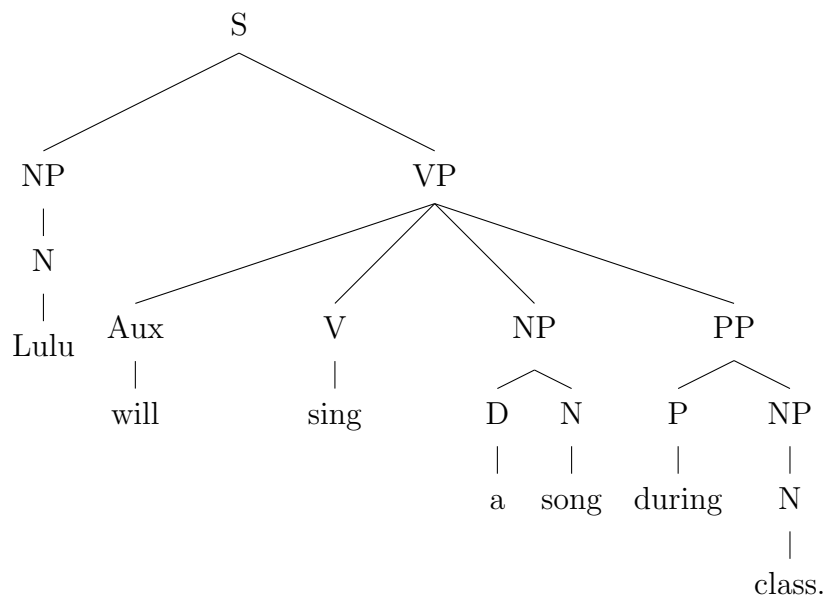 S
NP VP
N
Aux V NP PP
Lulu
will sing D N P NP
a song during N
class.